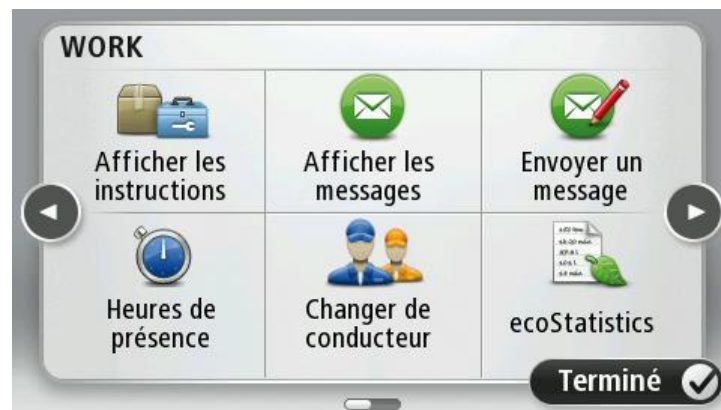 WORK
Afficher les
instructions
Afficher les
messages
Envoyer un
message
Heures de
présence
Changer de
conducteur
ecoStatistics
Terminé